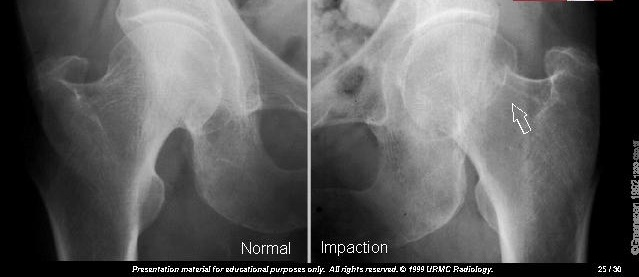 Normal
Impaction
Presentation material for educational purposes only. All rights reserved. © 1999 URMC Radiology.
25 / 30